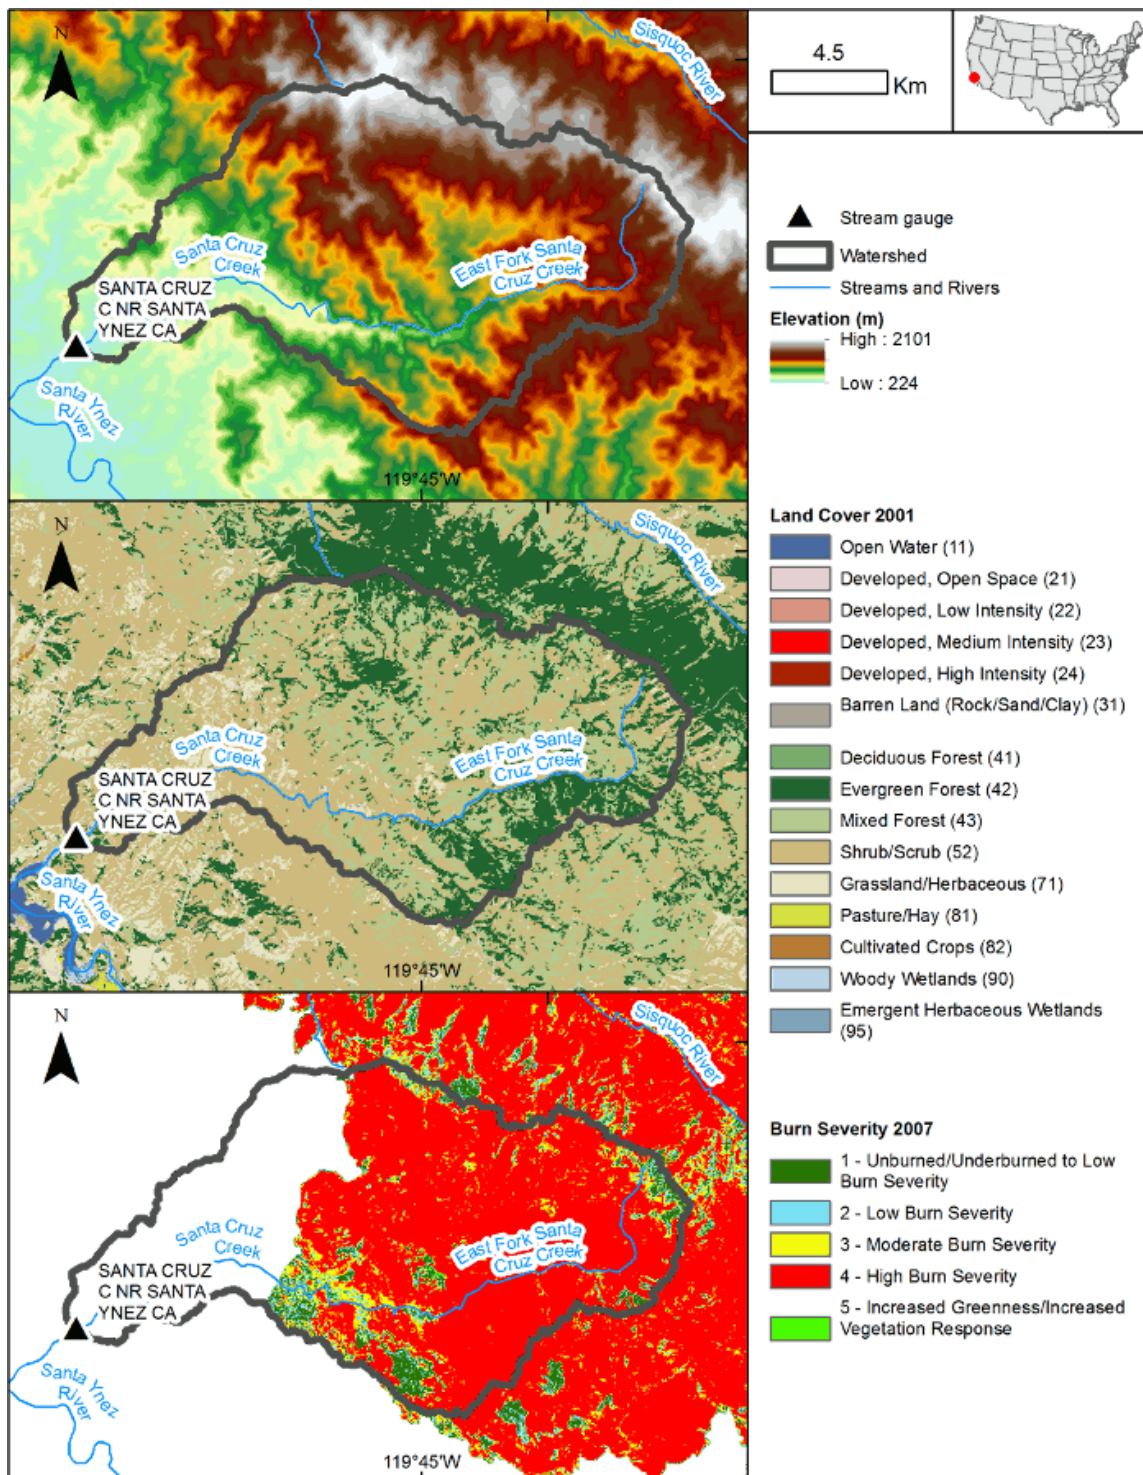 N
Sisquoc River
Santa Cruz
Creek
East Fork Santa
Cruz Creek
SANTA CRUZ
C NR SANTA
YNEZ CA
Santa Ynez
River
119°45'W
4.5
Km
Stream gauge
Watershed
Streams and Rivers
Elevation (m)
High : 2101
Low : 224
N
Sisquoc River
Santa Cruz
Creek
East Fork Santa
Cruz Creek
SANTA CRUZ
C NR SANTA
YNEZ CA
Santa Ynez
River
119°45'W
Land Cover 2001
Open Water (11)
Developed, Open Space (21)
Developed, Low Intensity (22)
Developed, Medium Intensity (23)
Developed, High Intensity (24)
Barren Land (Rock/Sand/Clay) (31)
Deciduous Forest (41)
Evergreen Forest (42)
Mixed Forest (43)
Shrub/Scrub (52)
Grassland/Herbaceous (71)
Pasture/Hay (81)
Cultivated Crops (82)
Woody Wetlands (90)
Emergent Herbaceous Wetlands
(95)
N
Sisquoc River
Santa Cruz
Creek
East Fork Santa
Cruz Creek
SANTA CRUZ
C NR SANTA
YNEZ CA
Santa Ynez
River
119°45'W
Burn Severity 2007
1 - Unburned/Underburned to Low
Burn Severity
2 - Low Burn Severity
3 - Moderate Burn Severity
4 - High Burn Severity
5 - Increased Greenness/Increased
Vegetation Response